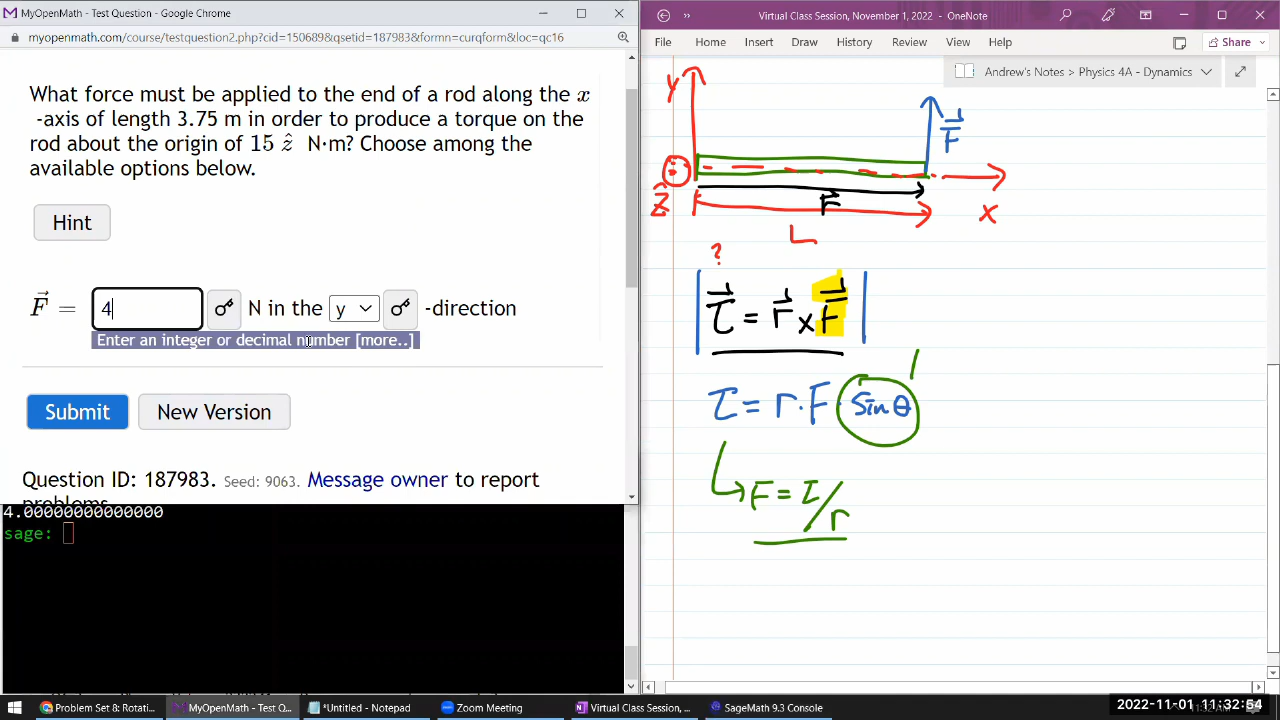 MyOpenMath - Test Question - Google Chrome
myopenmath.com/course/testquestion2.php?cid=150689&qsetid=187983&formn=curqform&loc=qc16
What force must be applied to the end of a rod along the x
-axis of length 3.75 m in order to produce a torque on the
rod about the origin of 15 ẑ N·m? Choose among the
available options below.
Hint
F⃗ = 4 N in the y -direction
Enter an integer or decimal number [more..]
Submit New Version
Question ID: 187983. Seed: 9063. Message owner to report
problems
4.00000000000000
sage:
Virtual Class Session, November 1, 2022 - OneNote
File Home Insert Draw History Review View Help Share
Andrew's Notes > Physics 4A - Dynamics
y
F⃗
ẑ
r⃗
x
L
?
τ⃗ = r⃗ x F⃗
τ = r · F · sin θ
1
F = τ/r
Problem Set 8: Rotati... MyOpenMath - Test Q... *Untitled - Notepad Zoom Meeting Virtual Class Session, ... SageMath 9.3 Console
2022-11-01 11:32:54